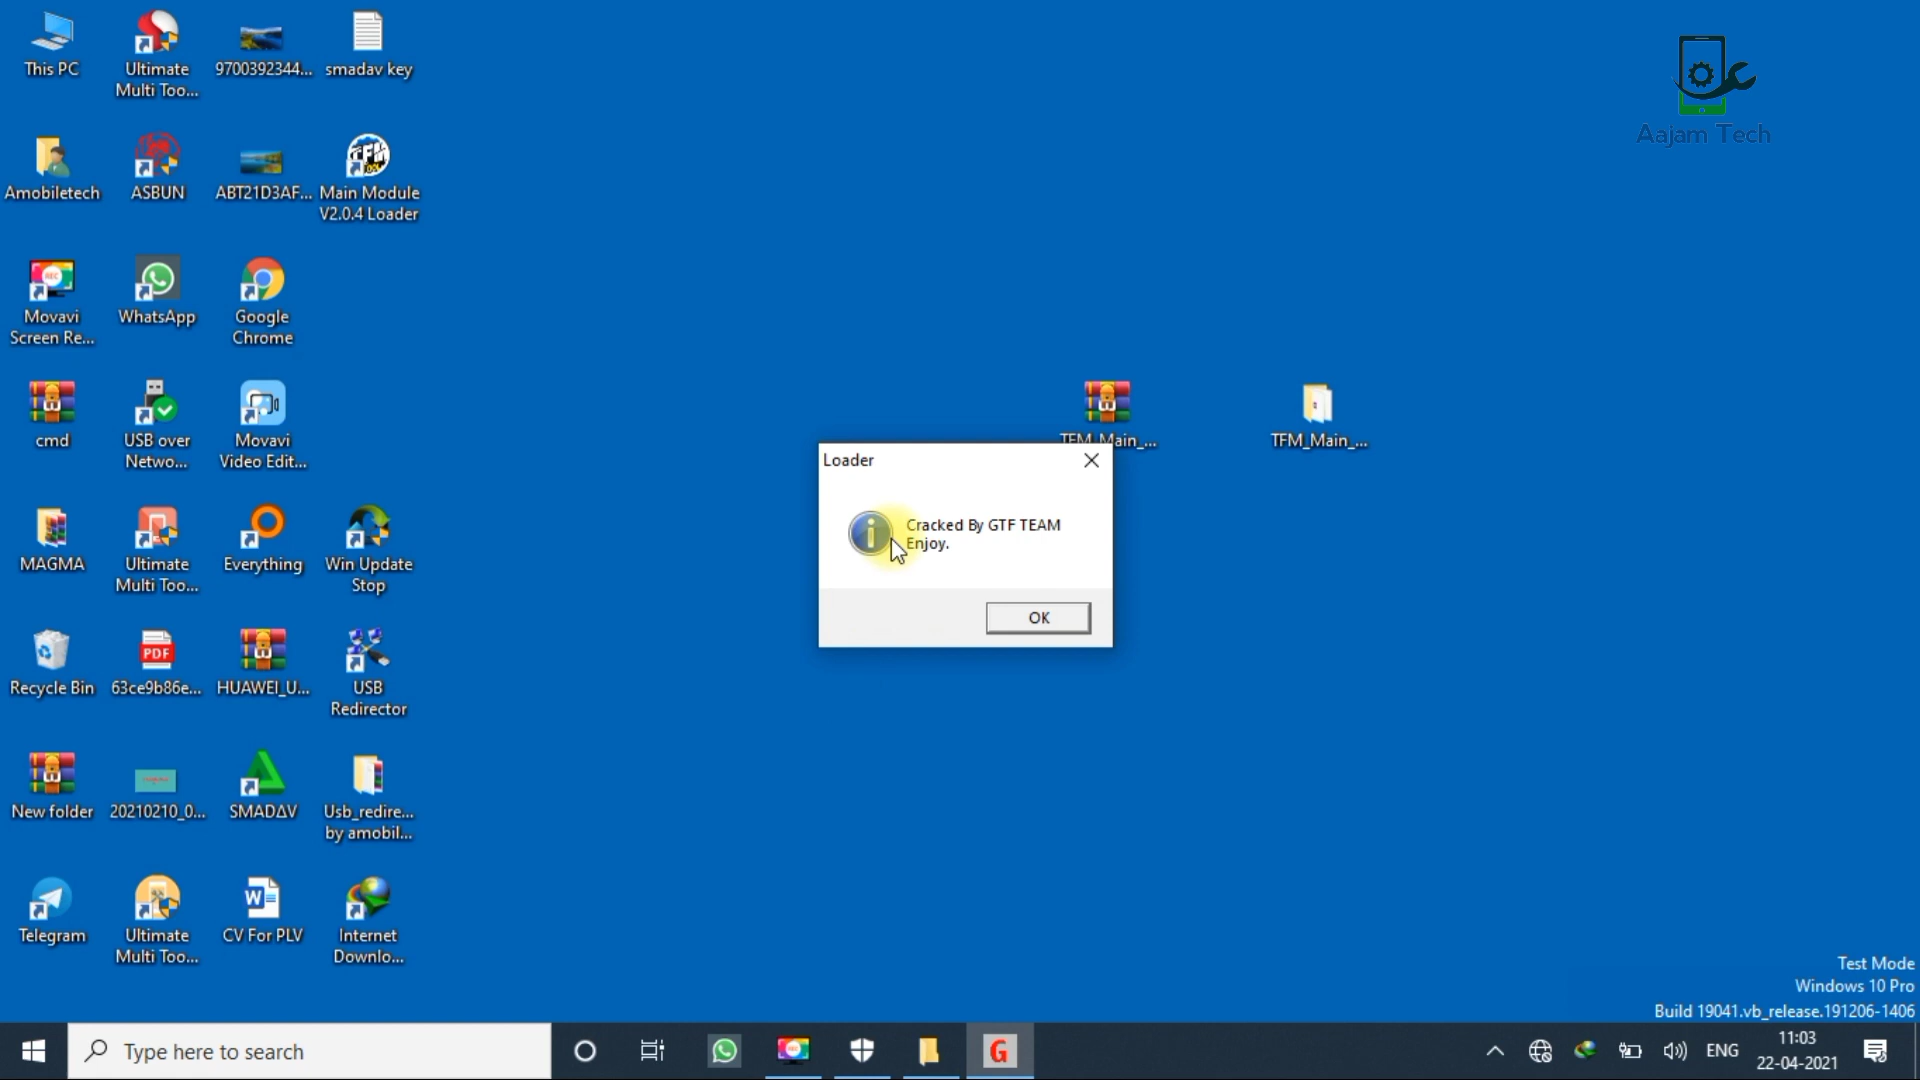 This PC
Ultimate
Multi Too...
9700392344...
smadav key
Amobiletech
ASBUN
ABT21D3AF...
Main Module
V2.0.4 Loader
Movavi
Screen Re...
WhatsApp
Google
Chrome
cmd
USB over
Netwo...
Movavi
Video Edit...
MAGMA
Ultimate
Multi Too...
Everything
Win Update
Stop
Recycle Bin
63ce9b86e...
HUAWEI_U...
USB
Redirector
New folder
20210210_0...
SMADΔV
Usb_redire...
by amobil...
Telegram
Ultimate
Multi Too...
CV For PLV
Internet
Downlo...
Aajam Tech
TFM_Main_...
TFM_Main_...
Loader
Cracked By GTF TEAM
Enjoy.
OK
Test Mode
Windows 10 Pro
Build 19041.vb_release.191206-1406
Type here to search
G
ENG
11:03
22-04-2021